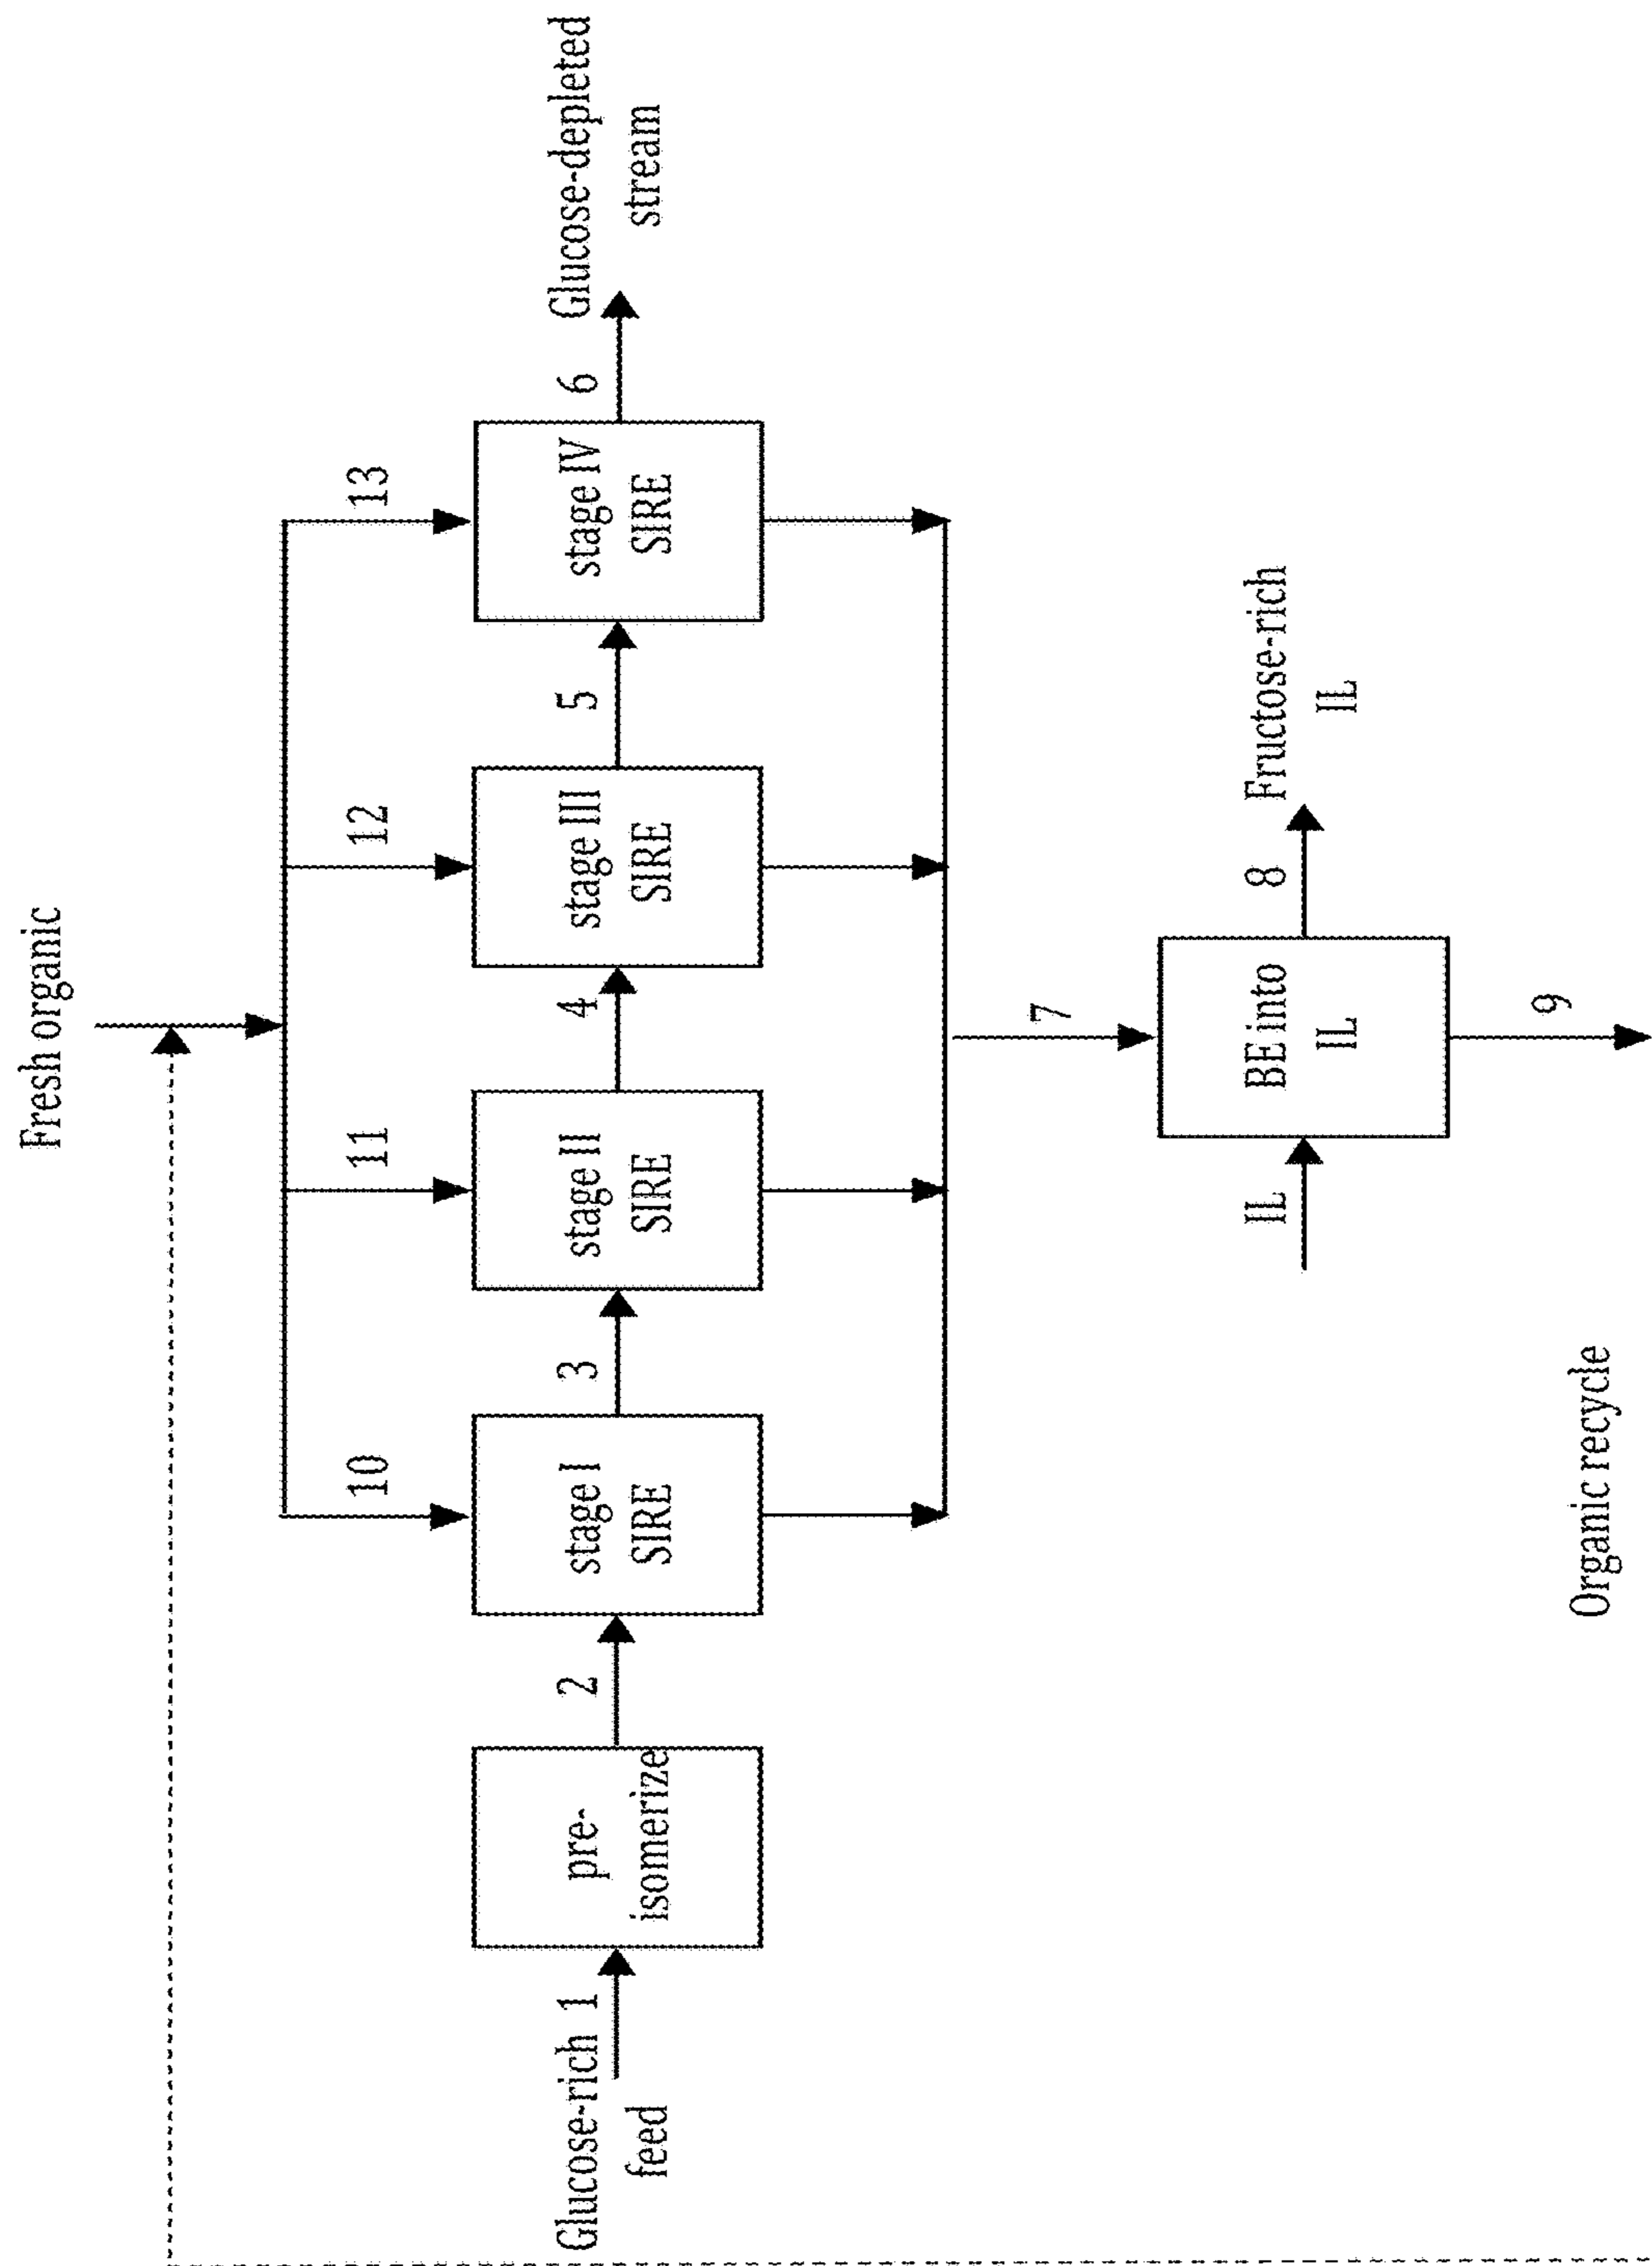 Fresh organic
10
11
12
13
Glucose-rich
feed
1
pre-
isomerize
2
stage I
SIRE
3
stage II
SIRE
4
stage III
SIRE
5
stage IV
SIRE
6
Glucose-depleted
stream
7
IL
BE into
IL
8
Fructose-rich
IL
9
Organic recycle